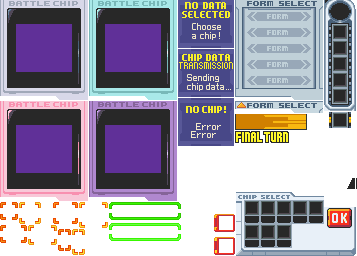 BATTLE CHIP
BATTLE CHIP
NO DATA
SELECTED
Choose
a chip!
FORM SELECT
FORM
FORM
FORM
FORM
CHIP DATA
TRANSMISSION
Sending
chip data...
BATTLE CHIP
BATTLE CHIP
NO CHIP!
Error
Error
FORM SELECT
FINAL TURN
CHIP SELECT
OK